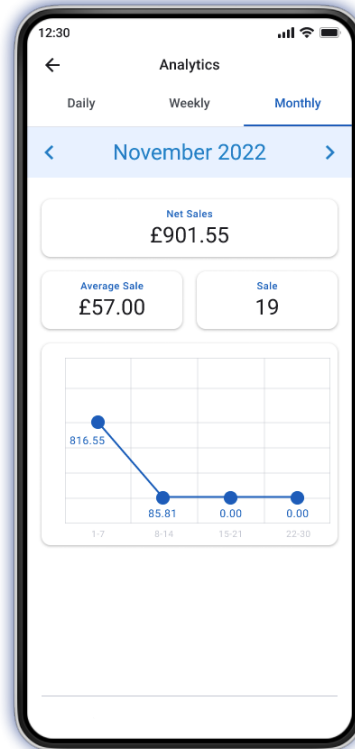 12:30
Analytics
Daily Weekly Monthly
November 2022
Net Sales
£901.55
Average Sale Sale
£57.00 19
816.55
85.81 0.00 0.00
1-7 8-14 15-21 22-30